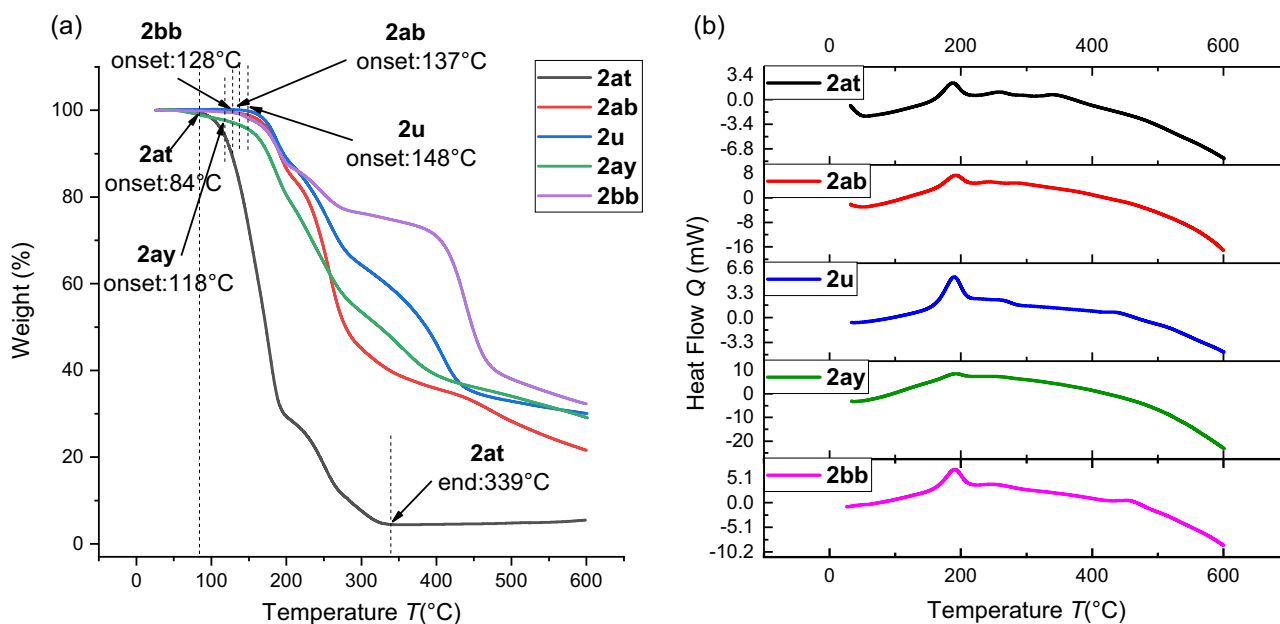 (a)
2bb
onset:128°C
2ab
onset:137°C
2at
2ab
2u
2ay
2bb
2u
onset:148°C
2at
onset:84°C
2ay
onset:118°C
2at
end:339°C
100
80
60
40
20
0
Weight (%)
0 100 200 300 400 500 600
Temperature T(°C)
(b)
0 200 400 600
3.4
0.0
-3.4
-6.8
2at
8
0
-8
-16
2ab
6.6
3.3
0.0
-3.3
2u
10
0
-10
-20
2ay
5.1
0.0
-5.1
-10.2
2bb
Heat Flow Q (mW)
0 200 400 600
Temperature T(°C)